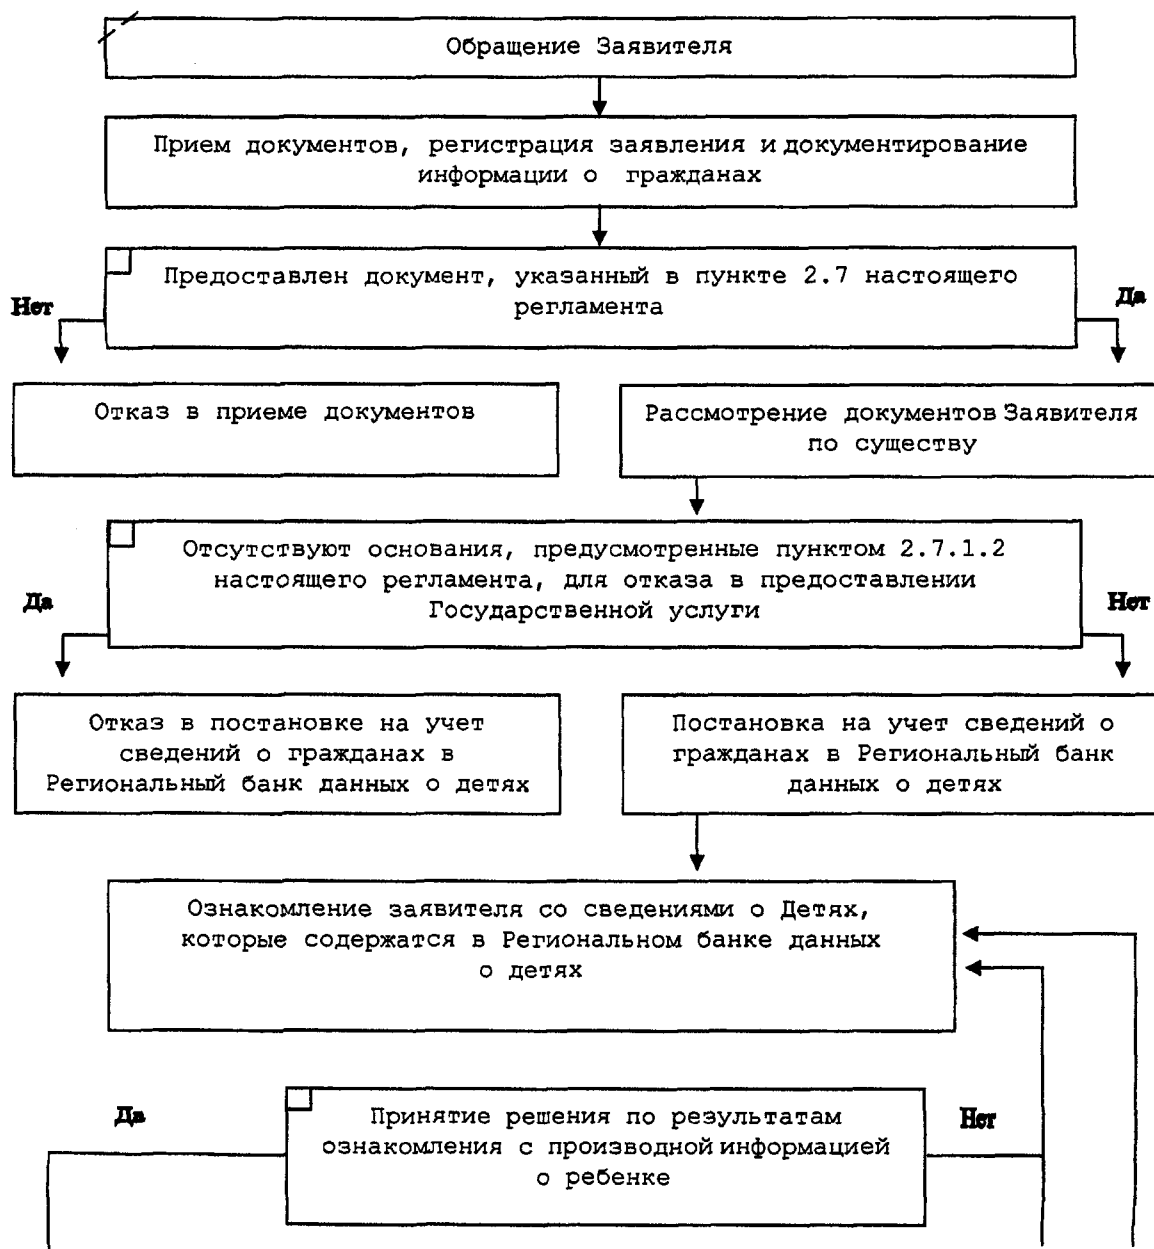 Обращение Заявителя
Прием документов, регистрация заявления и документирование
информации о гражданах
Предоставлен документ, указанный в пункте 2.7 настоящего
регламента
Нет
Да
Отказ в приеме документов
Рассмотрение документов Заявителя
по существу
Отсутствуют основания, предусмотренные пунктом 2.7.1.2
настоящего регламента, для отказа в предоставлении
Государственной услуги
Да
Нет
Отказ в постановке на учет
сведений о гражданах в
Региональный банк данных о детях
Постановка на учет сведений о
гражданах в Региональный банк
данных о детях
Ознакомление заявителя со сведениями о Детях,
которые содержатся в Региональном банке данных
о детях
Да
Принятие решения по результатам
ознакомления с производной информацией
о ребенке
Нет